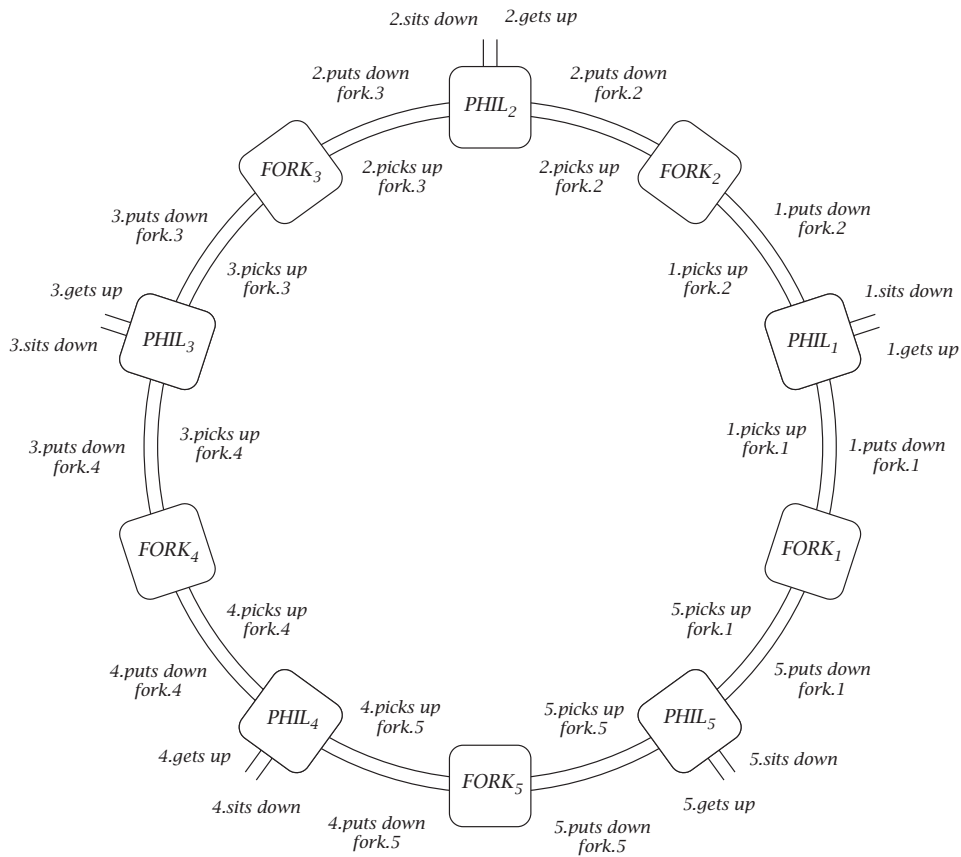 2.sits down
2.gets up
2.puts down
fork.3
2.puts down
fork.2
PHIL2
2.picks up
fork.3
2.picks up
fork.2
FORK3
FORK2
3.puts down
fork.3
1.puts down
fork.2
3.picks up
fork.3
1.picks up
fork.2
3.gets up
3.sits down
PHIL3
PHIL1
1.sits down
1.gets up
3.puts down
fork.4
3.picks up
fork.4
1.picks up
fork.1
1.puts down
fork.1
FORK4
FORK1
4.picks up
fork.4
5.picks up
fork.1
4.puts down
fork.4
5.puts down
fork.1
PHIL4
4.picks up
fork.5
5.picks up
fork.5
PHIL5
4.gets up
4.sits down
FORK5
5.sits down
5.gets up
4.puts down
fork.5
5.puts down
fork.5